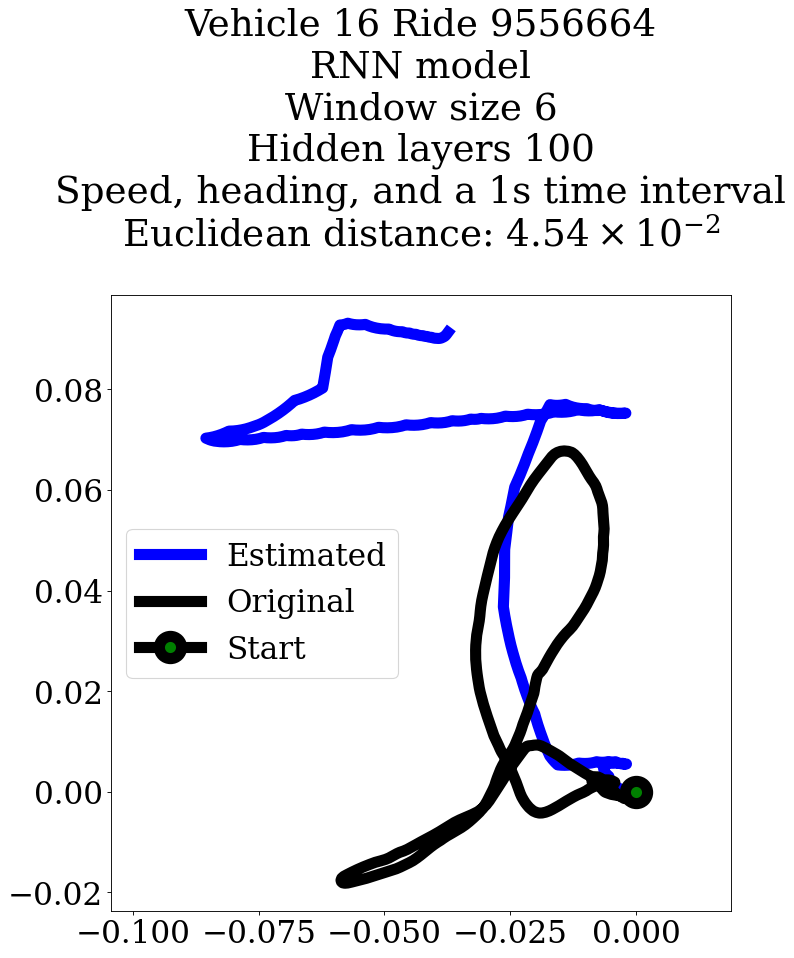 Vehicle 16 Ride 9556664
RNN model
Window size 6
Hidden layers 100
Speed, heading, and a 1s time interval
Euclidean distance: 4.54 × 10⁻²
0.08
0.06
0.04
0.02
0.00
−0.02
Estimated
Original
Start
−0.100 −0.075 −0.050 −0.025 0.000